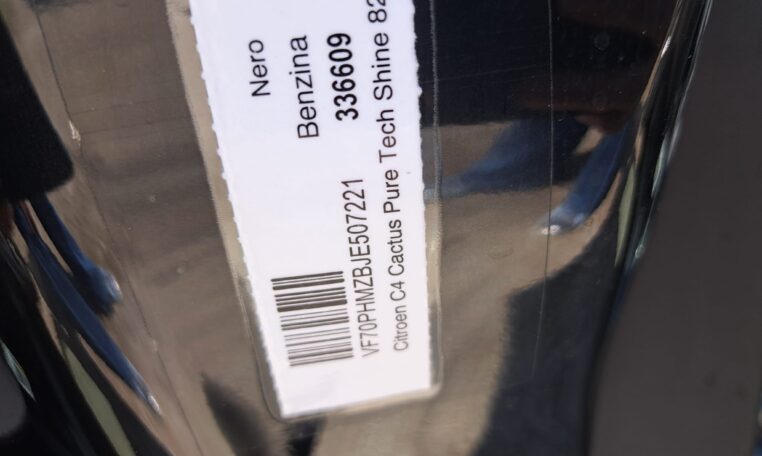 Nero
Benzina
336609
VF70PHMZBJE507221
Citroen C4 Cactus Pure Tech Shine 82